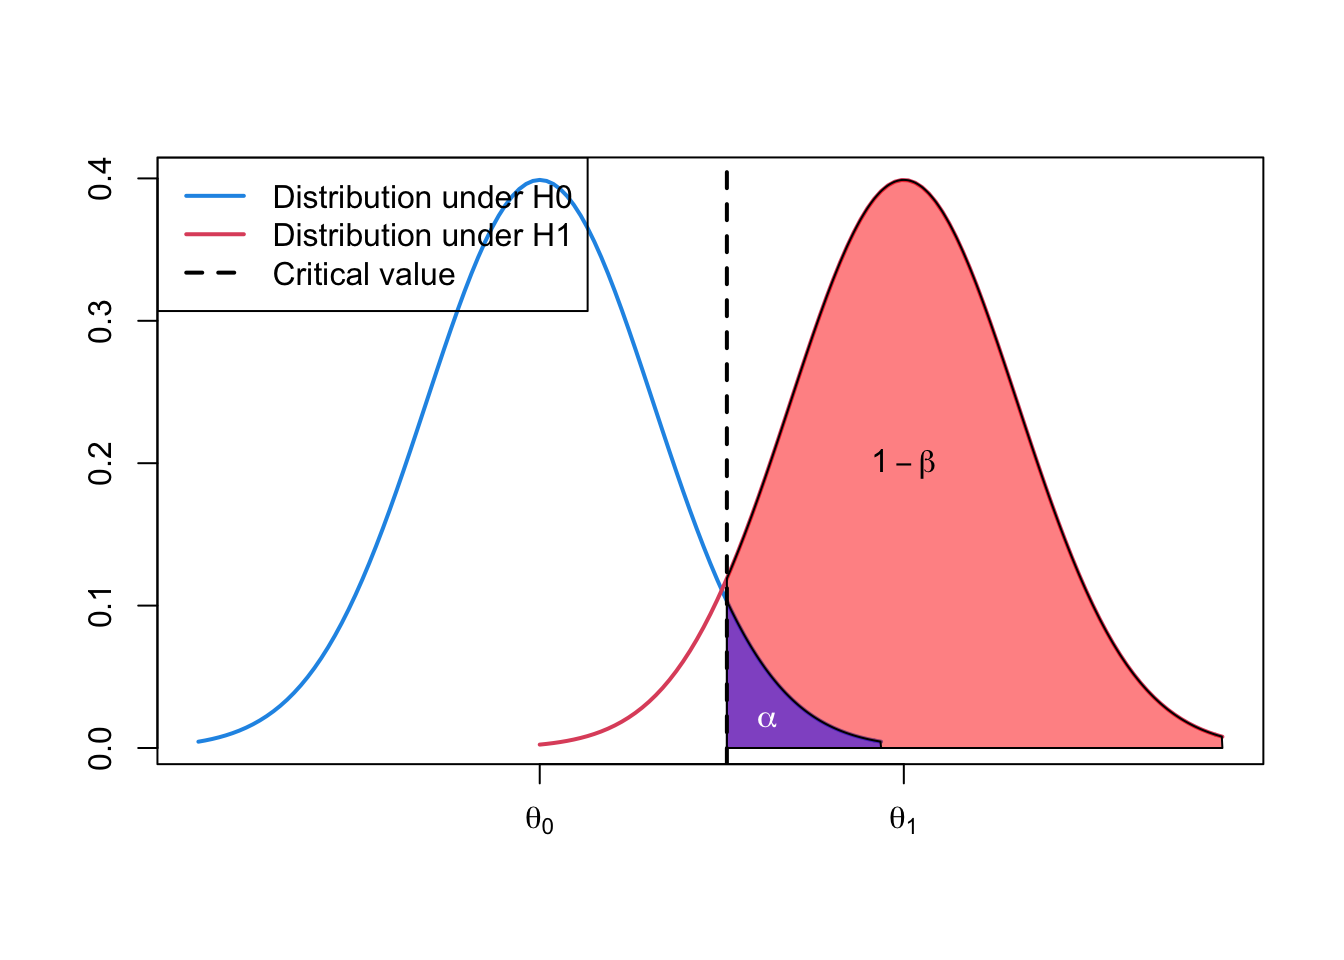 Distribution under H0
Distribution under H1
Critical value
0.4
0.3
0.2
0.1
0.0
1 − β
α
θ₀
θ₁